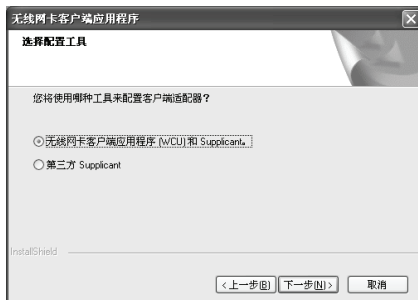 无线网卡客户端应用程序
选择配置工具
您将使用哪种工具来配置客户端适配器？
无线网卡客户端应用程序 (WCU) 和 Supplicant。
第三方 Supplicant
InstallShield
<上一步(B) 下一步(N)> 取消